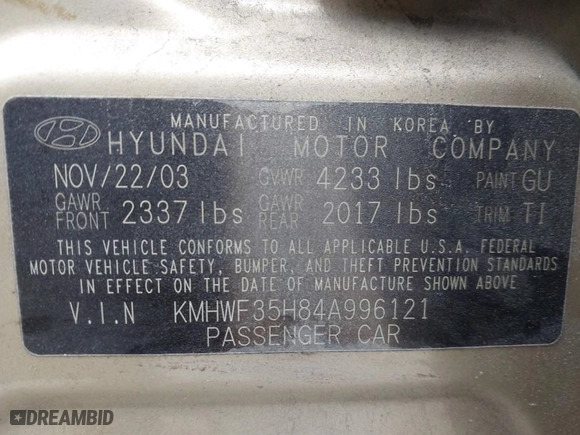 MANUFACTURED IN KOREA BY
HYUNDAI MOTOR COMPANY
NOV/22/03 GVWR 4233 lbs PAINT GU
GAWR FRONT 2337 lbs GAWR REAR 2017 lbs TRIM TI
THIS VEHICLE CONFORMS TO ALL APPLICABLE U.S.A. FEDERAL
MOTOR VEHICLE SAFETY, BUMPER, AND THEFT PREVENTION STANDARDS
IN EFFECT ON THE DATE OF MANUFACTURE SHOWN ABOVE
V.I.N KMHWF35H84A996121
PASSENGER CAR
DREAMBID